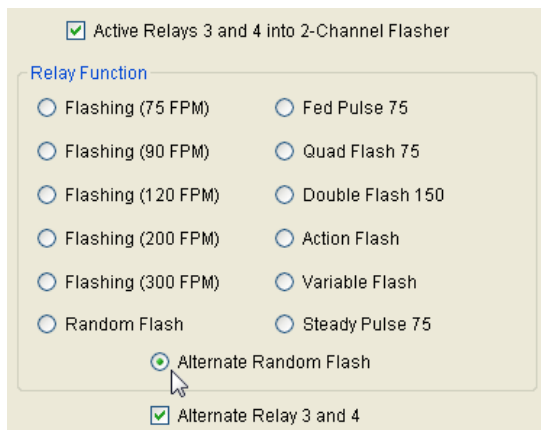 Active Relays 3 and 4 into 2-Channel Flasher
Relay Function
Flashing (75 FPM) Fed Pulse 75
Flashing (90 FPM) Quad Flash 75
Flashing (120 FPM) Double Flash 150
Flashing (200 FPM) Action Flash
Flashing (300 FPM) Variable Flash
Random Flash Steady Pulse 75
Alternate Random Flash
Alternate Relay 3 and 4